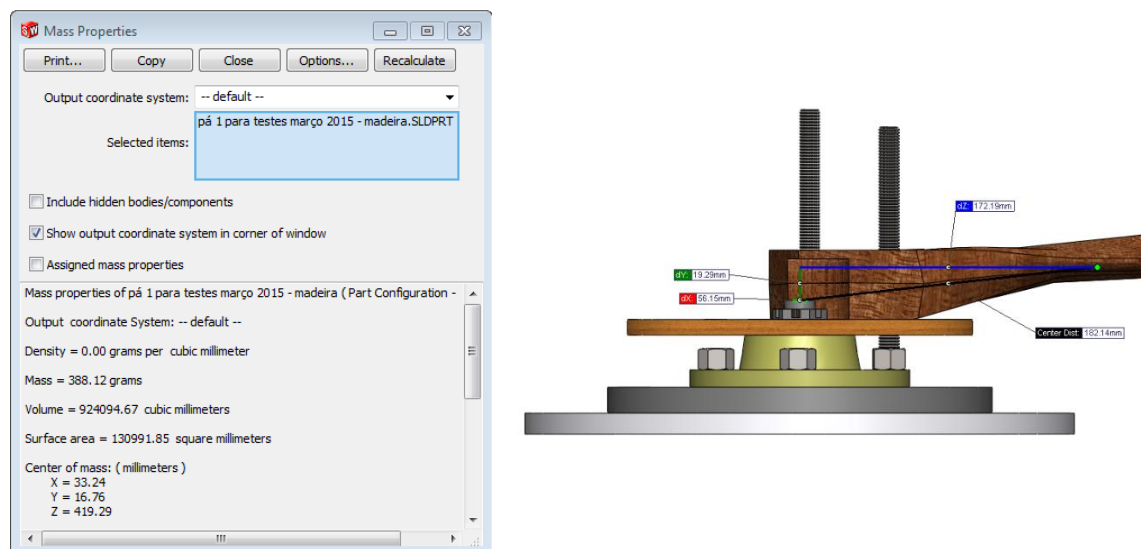 Mass Properties
Print... Copy Close Options... Recalculate
Output coordinate system: -- default --
pá 1 para testes março 2015 - madeira.SLDPRT
Selected items:
Include hidden bodies/components
Show output coordinate system in corner of window
Assigned mass properties
Mass properties of pá 1 para testes março 2015 - madeira ( Part Configuration -
Output coordinate System: -- default --
Density = 0.00 grams per cubic millimeter
Mass = 388.12 grams
Volume = 924094.67 cubic millimeters
Surface area = 130991.85 square millimeters
Center of mass: ( millimeters )
X = 33.24
Y = 16.76
Z = 419.29
dZ: 172.19mm
dY: 19.29mm
dX: 56.15mm
Center Dist: 182.14mm